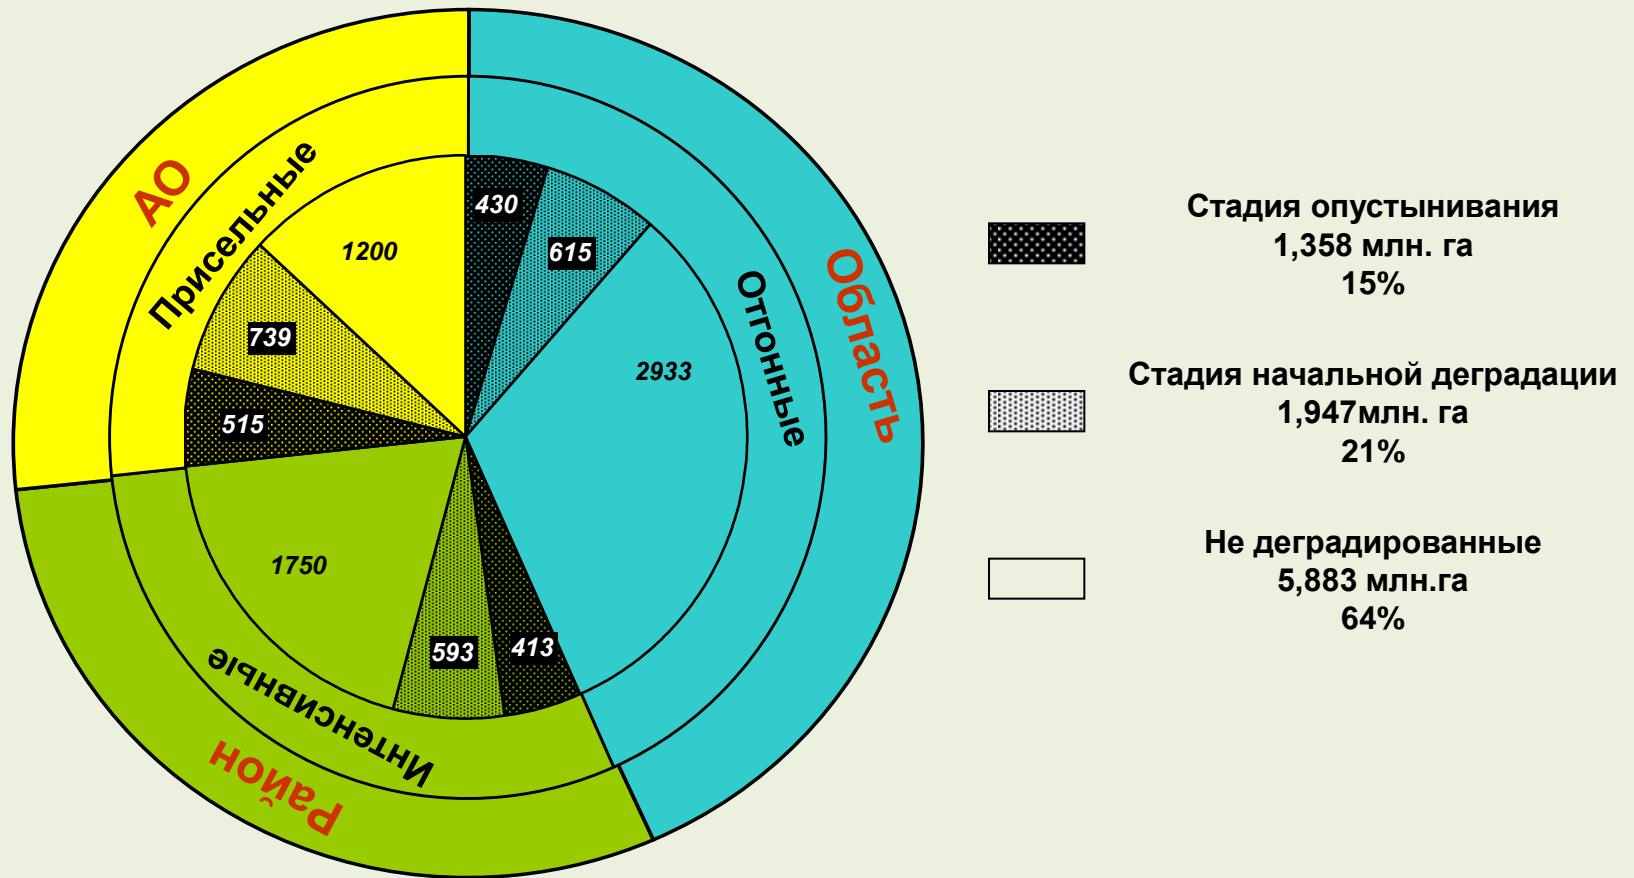 АО
Присельные
Область
Отгонные
Район
Интенсивные
430
615
2933
413
593
1750
515
739
1200
Стадия опустынивания
1,358 млн. га
15%
Стадия начальной деградации
1,947млн. га
21%
Не деградированные
5,883 млн.га
64%